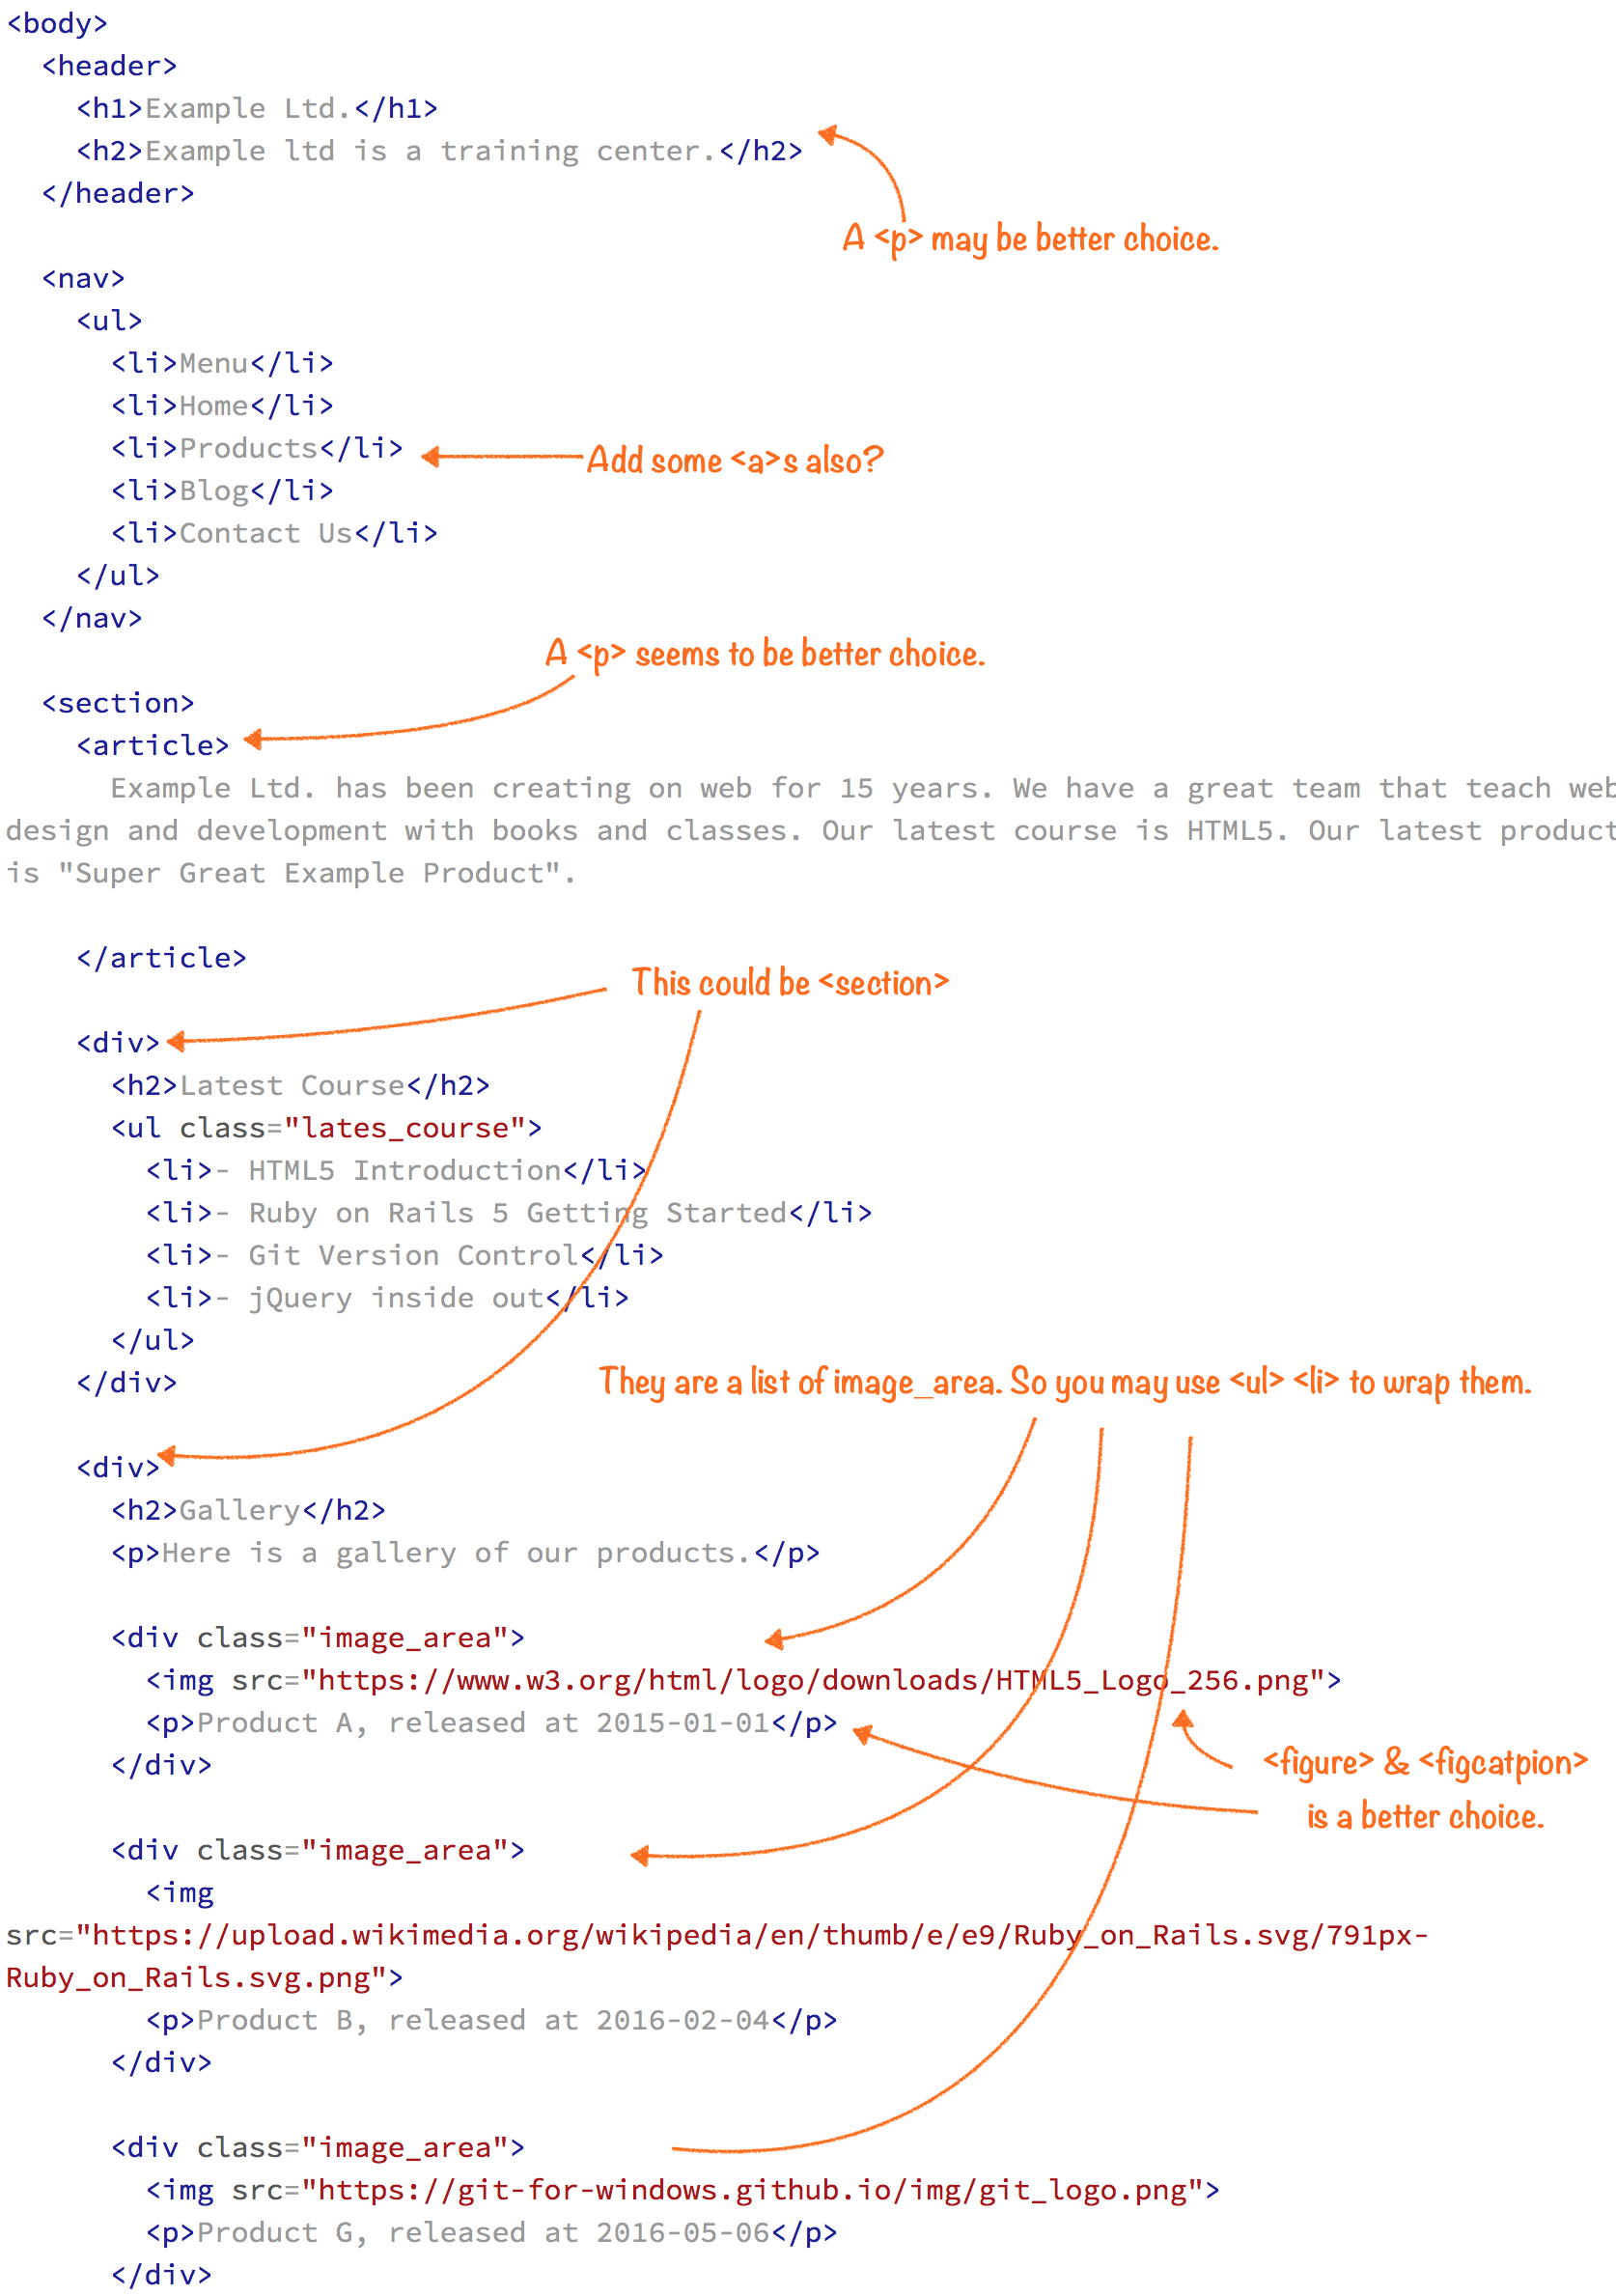 <body>
<header>
<h1>Example Ltd.</h1>
<h2>Example ltd is a training center.</h2>
</header>
A <p> may be better choice.
<nav>
<ul>
<li>Menu</li>
<li>Home</li>
<li>Products</li>
Add some <a>s also?
<li>Blog</li>
<li>Contact Us</li>
</ul>
</nav>
A <p> seems to be better choice.
<section>
<article>
Example Ltd. has been creating on web for 15 years. We have a great team that teach web
design and development with books and classes. Our latest course is HTML5. Our latest product
is "Super Great Example Product".
</article>
This could be <section>
<div>
<h2>Latest Course</h2>
<ul class="lates_course">
<li>- HTML5 Introduction</li>
<li>- Ruby on Rails 5 Getting Started</li>
<li>- Git Version Control</li>
<li>- jQuery inside out</li>
</ul>
</div>
They are a list of image_area. So you may use <ul> <li> to wrap them.
<div>
<h2>Gallery</h2>
<p>Here is a gallery of our products.</p>
<div class="image_area">
<img src="https://www.w3.org/html/logo/downloads/HTML5_Logo_256.png">
<p>Product A, released at 2015-01-01</p>
</div>
<figure> & <figcatpion>
is a better choice.
<div class="image_area">
<img
src="https://upload.wikimedia.org/wikipedia/en/thumb/e/e9/Ruby_on_Rails.svg/791px-
Ruby_on_Rails.svg.png">
<p>Product B, released at 2016-02-04</p>
</div>
<div class="image_area">
<img src="https://git-for-windows.github.io/img/git_logo.png">
<p>Product G, released at 2016-05-06</p>
</div>